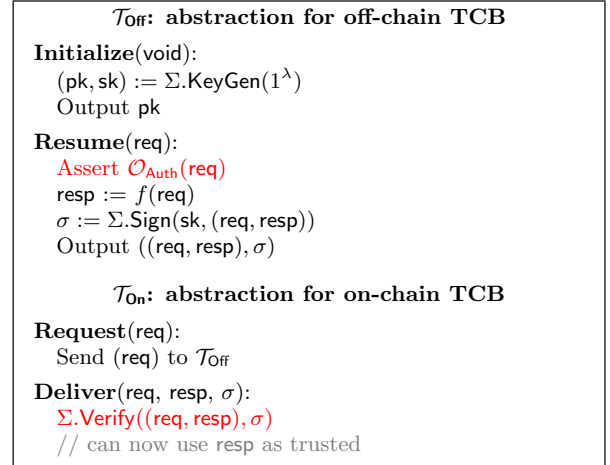 𝒯Off: abstraction for off-chain TCB
Initialize(void):
(pk, sk) := Σ.KeyGen(1^λ)
Output pk
Resume(req):
Assert 𝒪Auth(req)
resp := f(req)
σ := Σ.Sign(sk, (req, resp))
Output ((req, resp), σ)
𝒯On: abstraction for on-chain TCB
Request(req):
Send (req) to 𝒯Off
Deliver(req, resp, σ):
Σ.Verify((req, resp), σ)
// can now use resp as trusted